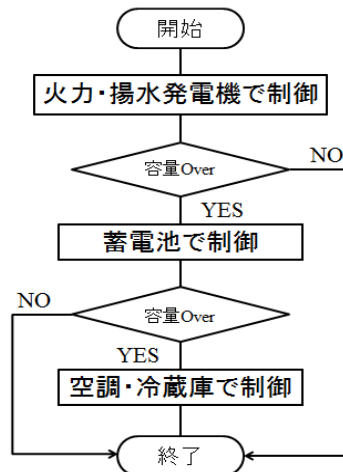 開始
火力・揚水発電機で制御
容量Over
NO
YES
蓄電池で制御
NO
容量Over
YES
空調・冷蔵庫で制御
終了